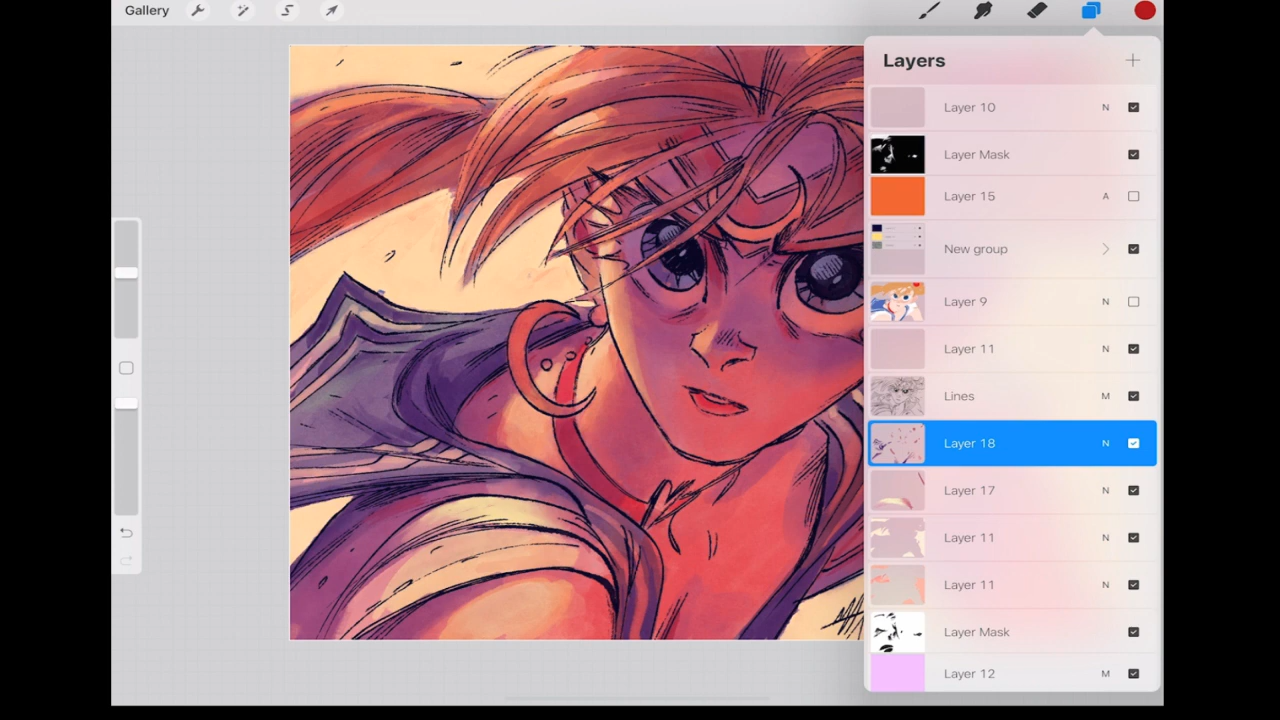 Gallery
Layers
Layer 10 N
Layer Mask
Layer 15 A
New group
Layer 9 N
Layer 11 N
Lines M
Layer 18 N
Layer 17 N
Layer 11 N
Layer 11 N
Layer Mask
Layer 12 M